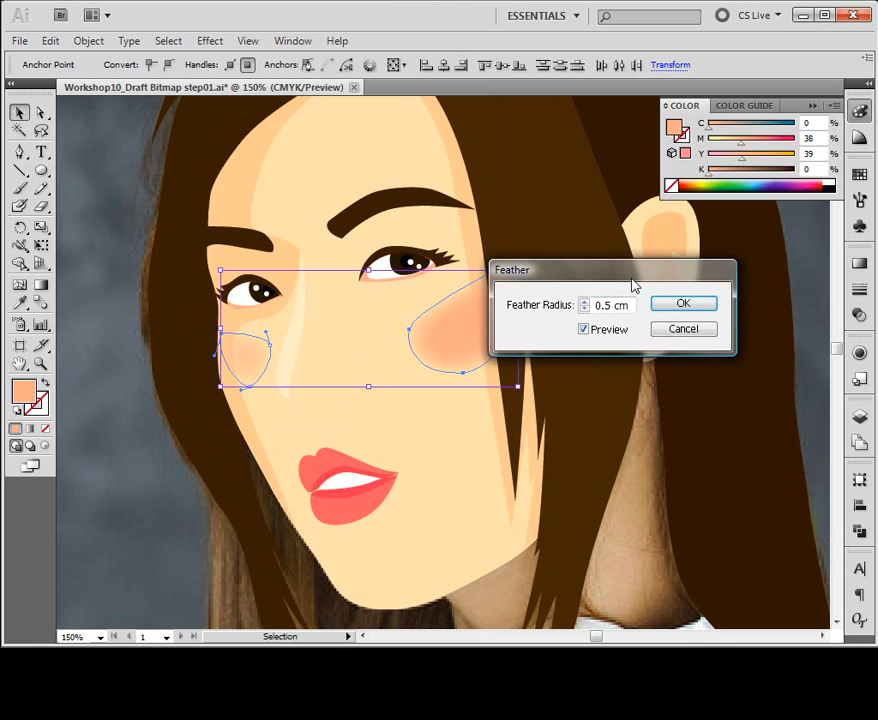 Ai Br ESSENTIALS CS Live
File Edit Object Type Select Effect View Window Help
Anchor Point Convert: Handles: Anchors: Transform
Workshop10_Draft Bitmap step01.ai* @ 150% (CMYK/Preview)
COLOR COLOR GUIDE
C 0 %
M 38 %
Y 39 %
K 0 %
Feather
Feather Radius: 0.5 cm OK
Preview Cancel
150% 1 Selection